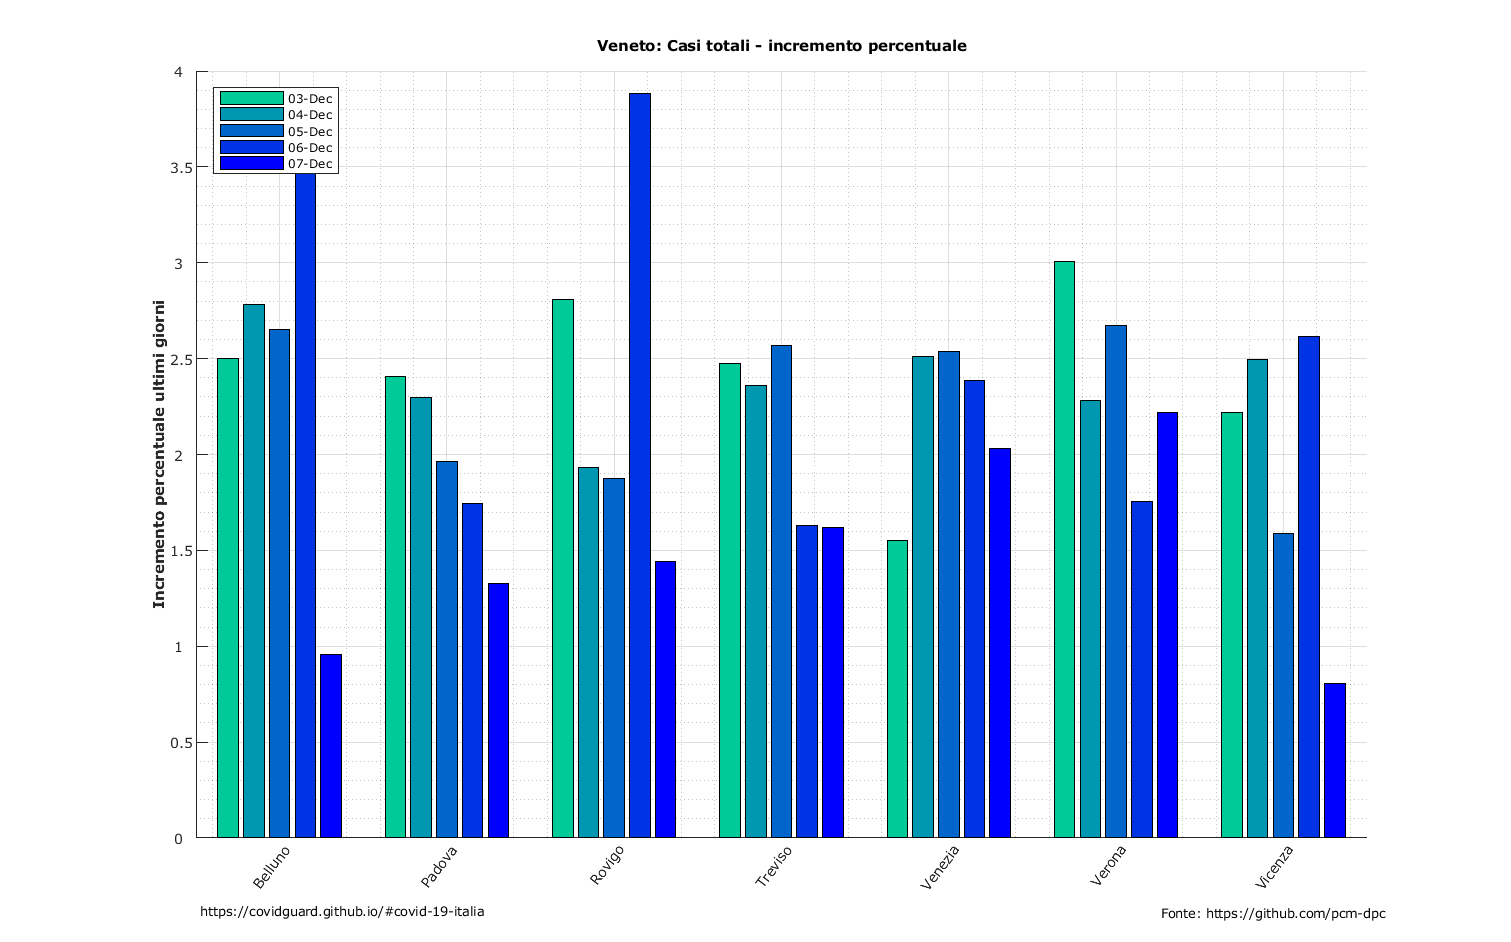 Veneto: Casi totali - incremento percentuale
03-Dec
04-Dec
05-Dec
06-Dec
07-Dec
Incremento percentuale ultimi giorni
4
3.5
3
2.5
2
1.5
1
0.5
0
Belluno
Padova
Rovigo
Treviso
Venezia
Verona
Vicenza
https://covidguard.github.io/#covid-19-italia
Fonte: https://github.com/pcm-dpc